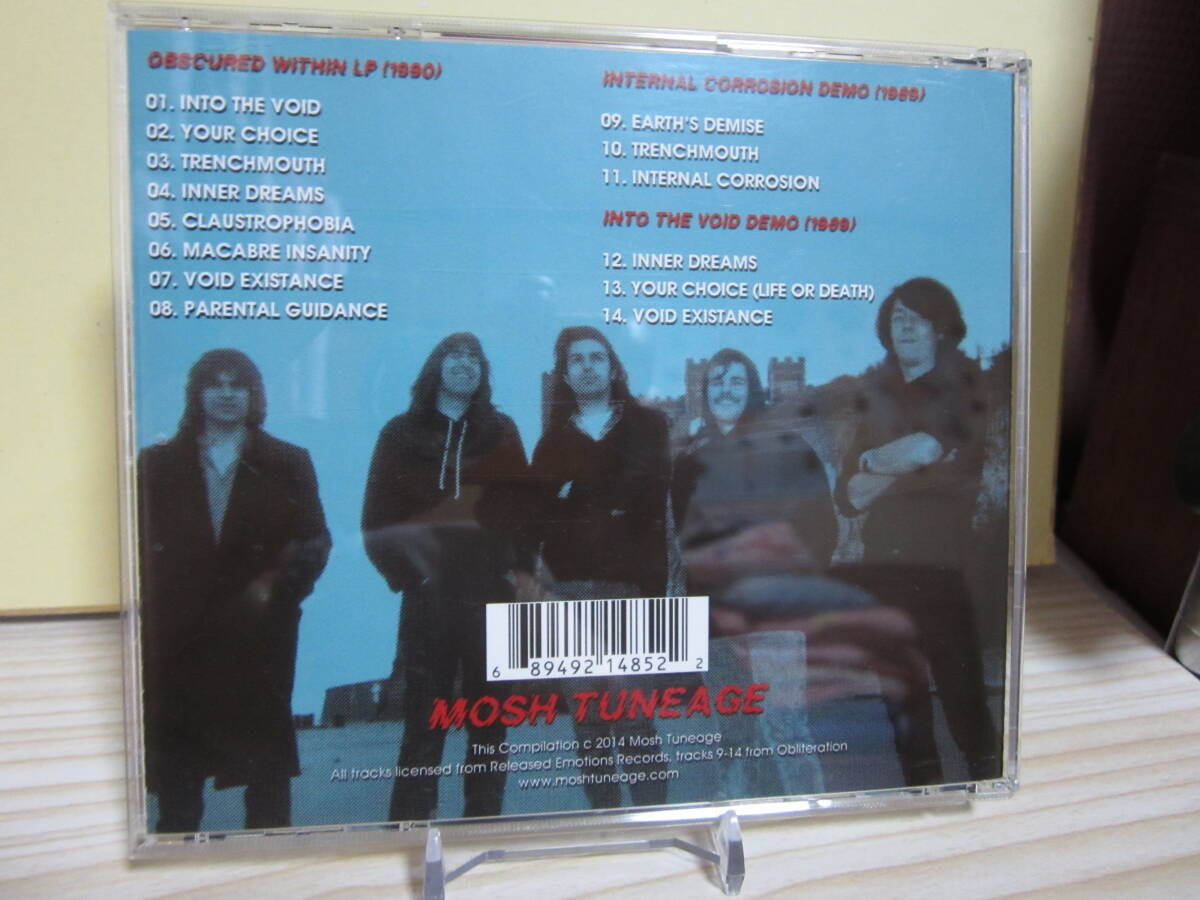 OBSCURED WITHIN LP (1990)
01. INTO THE VOID
02. YOUR CHOICE
03. TRENCHMOUTH
04. INNER DREAMS
05. CLAUSTROPHOBIA
06. MACABRE INSANITY
07. VOID EXISTANCE
08. PARENTAL GUIDANCE
INTERNAL CORROSION DEMO (1989)
09. EARTH'S DEMISE
10. TRENCHMOUTH
11. INTERNAL CORROSION
INTO THE VOID DEMO (1989)
12. INNER DREAMS
13. YOUR CHOICE (LIFE OR DEATH)
14. VOID EXISTANCE
6 89492 14852 2
MOSH TUNEAGE
This Compilation c 2014 Mosh Tuneage
All tracks licensed from Released Emotions Records, tracks 9-14 from Obliteration
www.moshtuneage.com